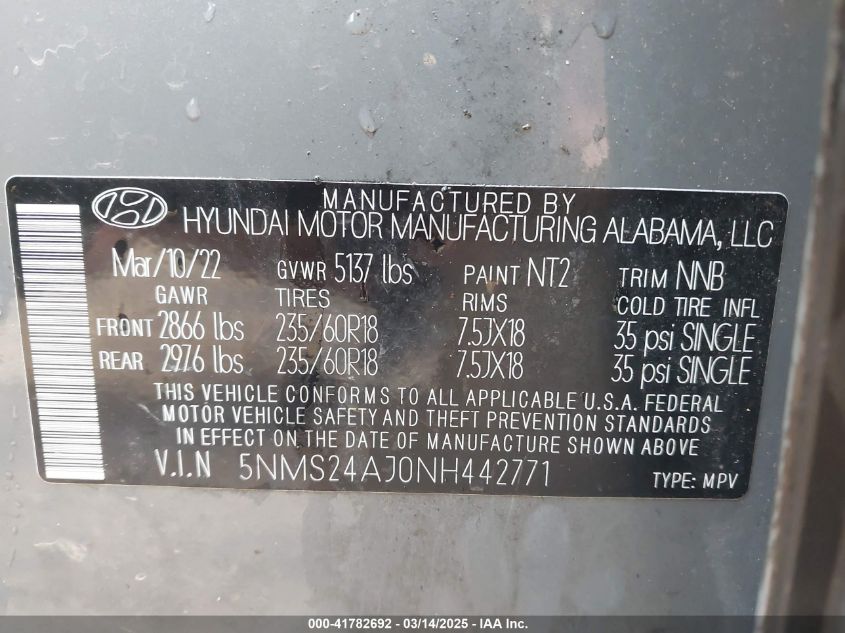 MANUFACTURED BY
HYUNDAI MOTOR MANUFACTURING ALABAMA, LLC
Mar/10/22 GVWR 5137 lbs PAINT NT2 TRIM NNB
GAWR TIRES RIMS COLD TIRE INFL
FRONT 2866 lbs 235/60R18 7.5JX18 35 psi SINGLE
REAR 2976 lbs 235/60R18 7.5JX18 35 psi SINGLE
THIS VEHICLE CONFORMS TO ALL APPLICABLE U.S.A. FEDERAL
MOTOR VEHICLE SAFETY AND THEFT PREVENTION STANDARDS
IN EFFECT ON THE DATE OF MANUFACTURE SHOWN ABOVE
V.I.N 5NMS24AJ0NH442771 TYPE: MPV
000-41782692 - 03/14/2025 - IAA Inc.